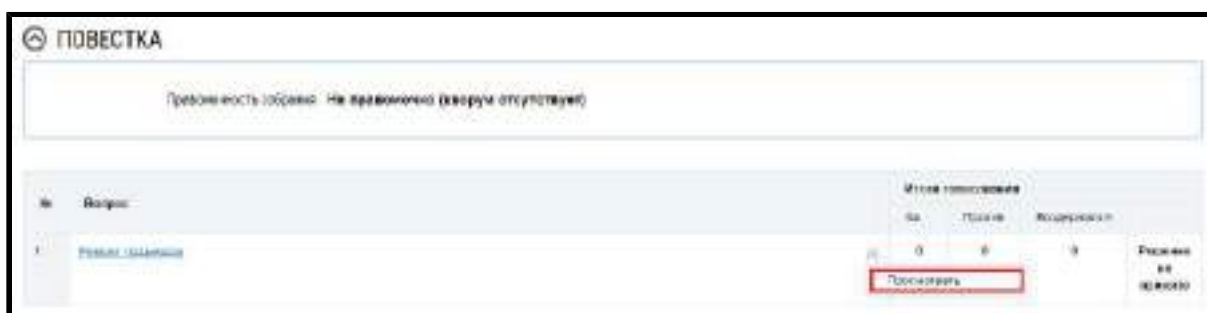 ПОВЕСТКА
Правомочность собрания Не правомочно (кворум отсутствует)
Итоги голосования
№ Вопрос
За Против Воздержался
1 Ремонт 0 0 0 Решение не принято
Просмотреть